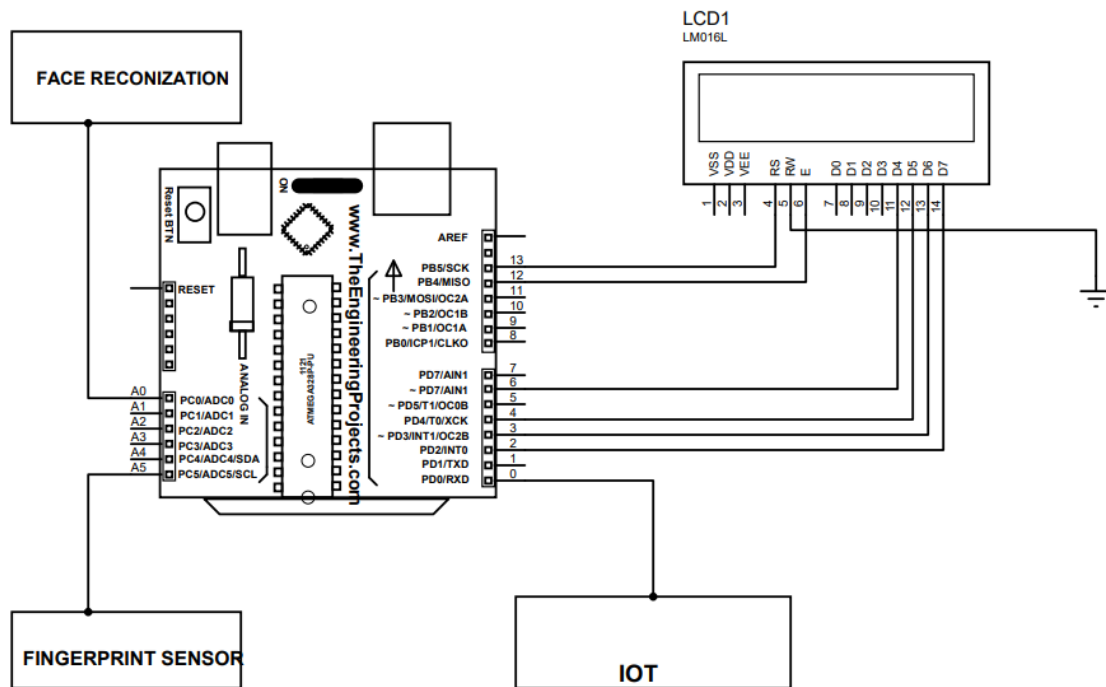 LCD1
LM016L
FACE RECONIZATION
VSS
VDD
VEE
RS
RW
E
D0
D1
D2
D3
D4
D5
D6
D7
1
2
3
4
5
6
7
8
9
10
11
12
13
14
Reset BTN
ON
www.TheEngineeringProjects.com
RESET
ANALOG IN
1121
ATMEGA328P-PU
AREF
PB5/SCK 13
PB4/MISO 12
~ PB3/MOSI/OC2A 11
~ PB2/OC1B 10
~ PB1/OC1A 9
PB0/ICP1/CLKO 8
PD7/AIN1 7
~ PD7/AIN1 6
~ PD5/T1/OC0B 5
PD4/T0/XCK 4
~ PD3/INT1/OC2B 3
PD2/INT0 2
PD1/TXD 1
PD0/RXD 0
A0 PC0/ADC0
A1 PC1/ADC1
A2 PC2/ADC2
A3 PC3/ADC3
A4 PC4/ADC4/SDA
A5 PC5/ADC5/SCL
FINGERPRINT SENSOR
IOT